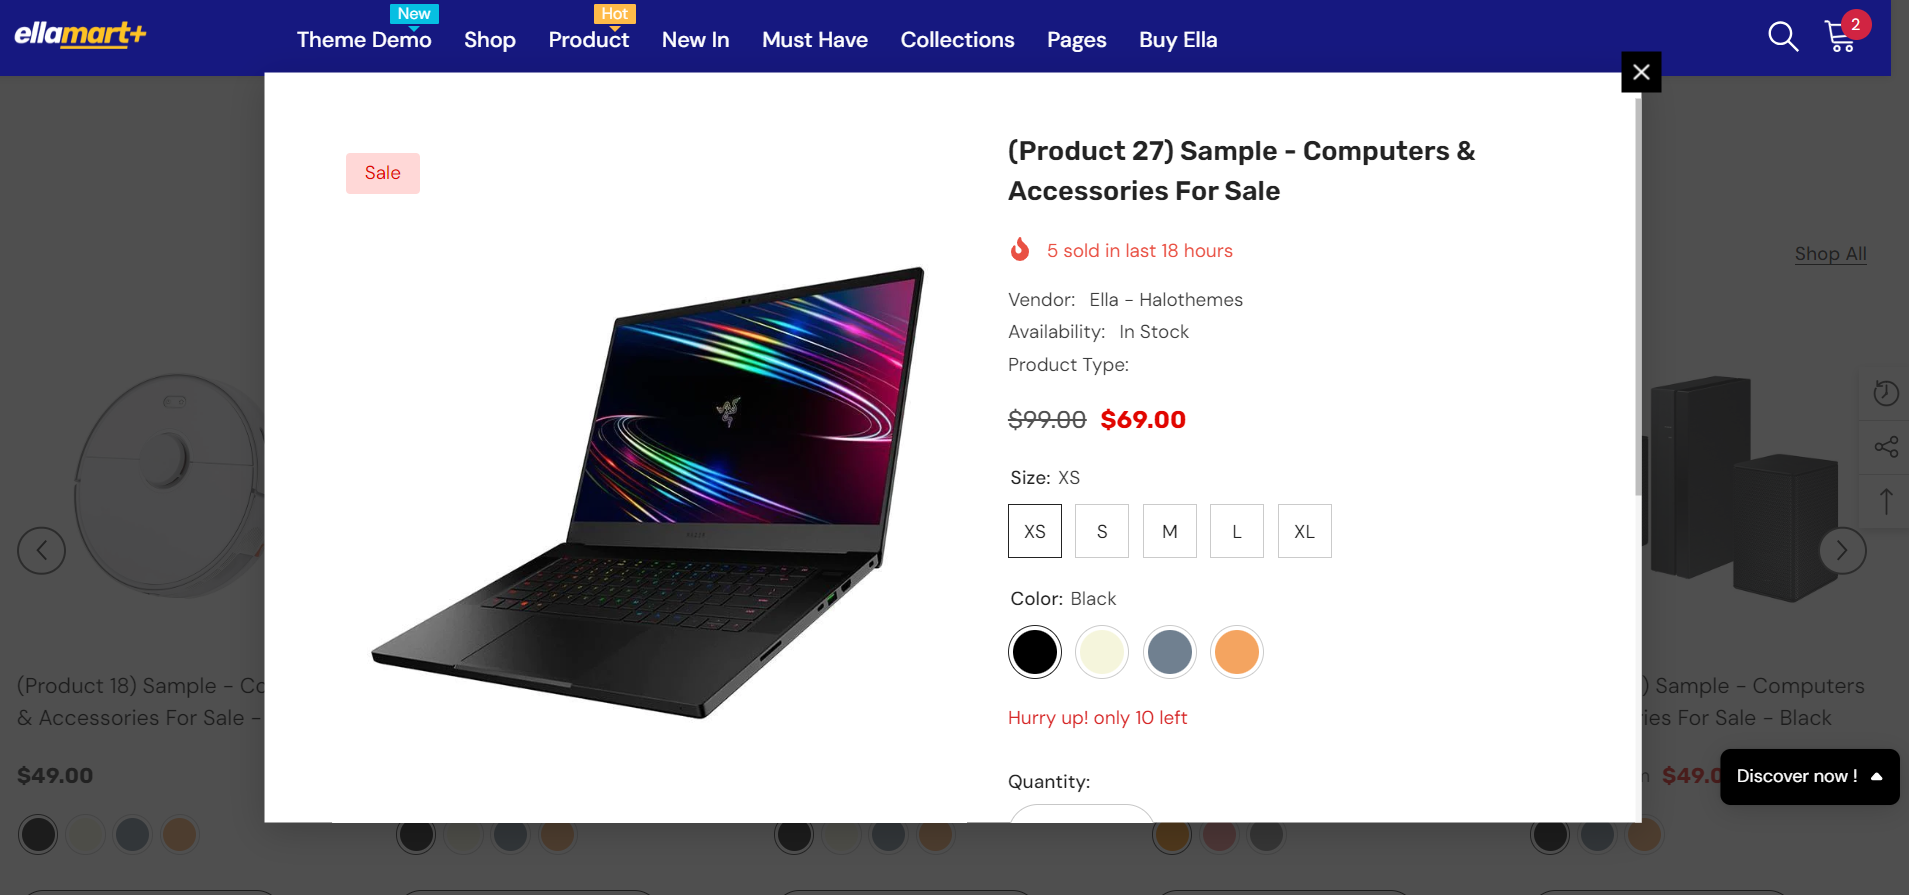 New
Hot
ellamart+
Theme Demo
Shop
Product
New In
Must Have
Collections
Pages
Buy Ella
2
Sale
(Product 27) Sample - Computers &
Accessories For Sale
5 sold in last 18 hours
Shop All
Vendor: Ella - Halothemes
Availability: In Stock
Product Type:
$99.00 $69.00
Size: XS
XS
S
M
L
XL
Color: Black
Hurry up! only 10 left
Quantity:
(Product 18) Sample - Co
& Accessories For Sale -
$49.00
) Sample - Computers
ies For Sale - Black
$49.0
Discover now !